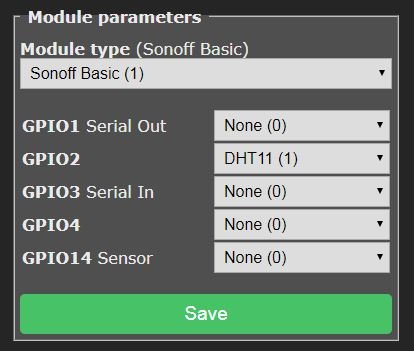 Module parameters
Module type (Sonoff Basic)
Sonoff Basic (1)
GPIO1 Serial Out None (0)
GPIO2 DHT11 (1)
GPIO3 Serial In None (0)
GPIO4 None (0)
GPIO14 Sensor None (0)
Save